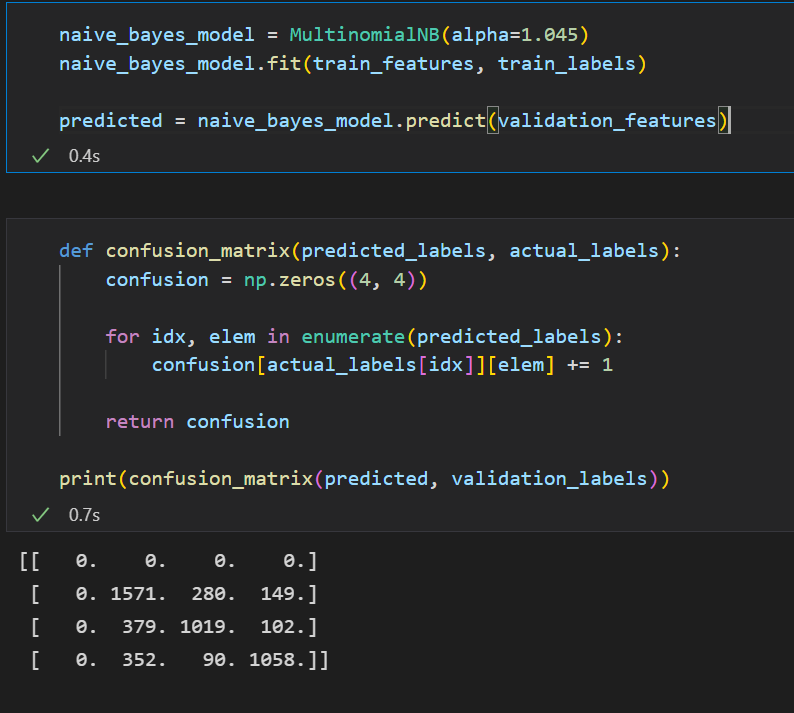 naive_bayes_model = MultinomialNB(alpha=1.045)
naive_bayes_model.fit(train_features, train_labels)
predicted = naive_bayes_model.predict(validation_features)
0.4s
def confusion_matrix(predicted_labels, actual_labels):
confusion = np.zeros((4, 4))
for idx, elem in enumerate(predicted_labels):
confusion[actual_labels[idx]][elem] += 1
return confusion
print(confusion_matrix(predicted, validation_labels))
0.7s
[[   0.    0.    0.    0.]
[   0. 1571.  280.  149.]
[   0.  379. 1019.  102.]
[   0.  352.   90. 1058.]]